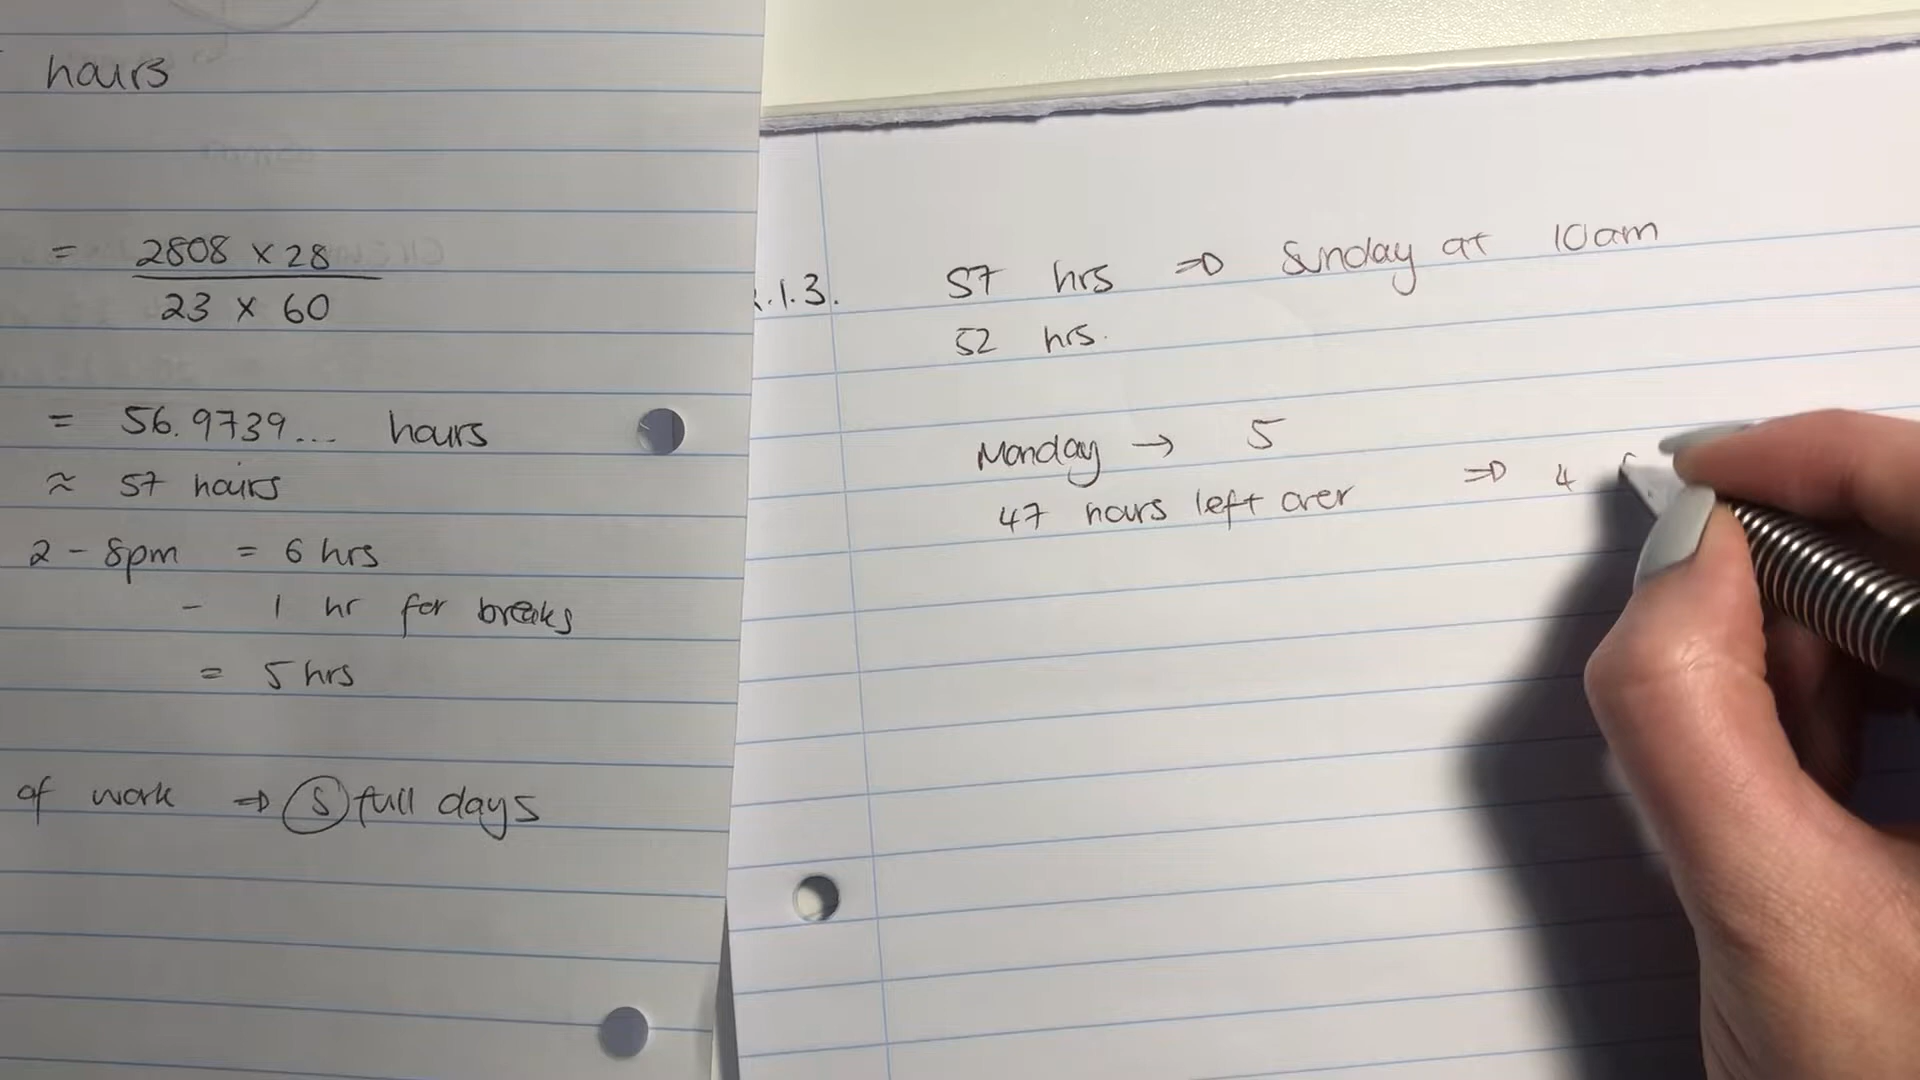 hours
= 2808 x 28
23 x 60
= 56.9739... hours
≈ 57 hours
2 - 8pm = 6 hrs
- 1 hr for breaks
= 5 hrs
of work ⇒ 5 full days
.1.3. 57 hrs ⇒ Sunday at 10am
52 hrs.
Monday → 5
47 hours left over ⇒ 4